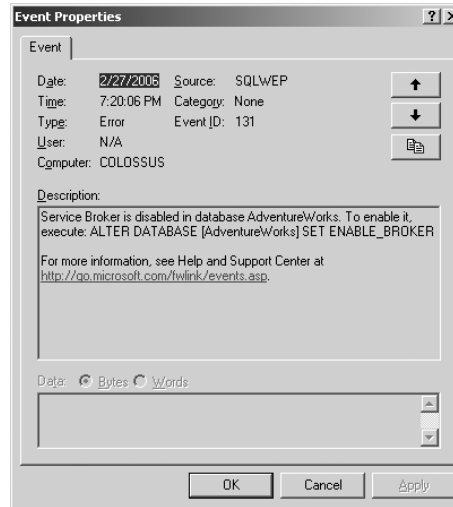 Event Properties
Event
Date: 2/27/2006 Source: SQLWEP
Time: 7:20:06 PM Category: None
Type: Error Event ID: 131
User: N/A
Computer: COLOSSUS
Description:
Service Broker is disabled in database AdventureWorks. To enable it,
execute: ALTER DATABASE [AdventureWorks] SET ENABLE_BROKER
For more information, see Help and Support Center at
http://go.microsoft.com/fwlink/events.asp.
Data: Bytes Words
OK Cancel Apply